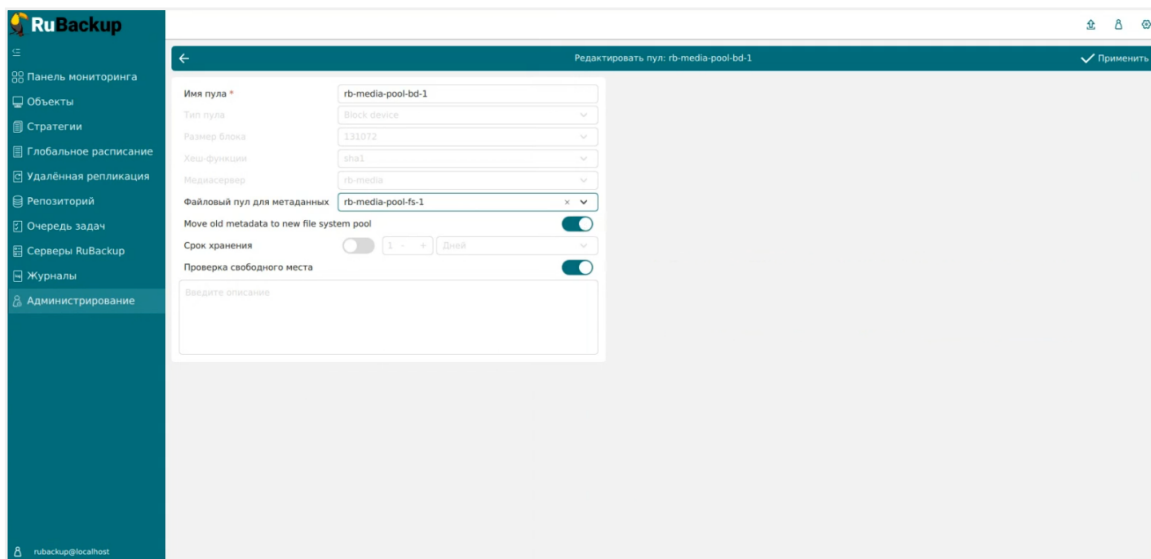 RuBackup
Редактировать пул: rb-media-pool-bd-1
Применить
Панель мониторинга
Объекты
Стратегии
Глобальное расписание
Удалённая репликация
Репозиторий
Очередь задач
Серверы RuBackup
Журналы
Администрирование
Имя пула * rb-media-pool-bd-1
Тип пула Block device
Размер блока 131072
Хеш-функции sha1
Медиасервер rb-media
Файловый пул для метаданных rb-media-pool-fs-1
Move old metadata to new file system pool
Срок хранения 1 - + Дней
Проверка свободного места
Введите описание
rubackup@localhost